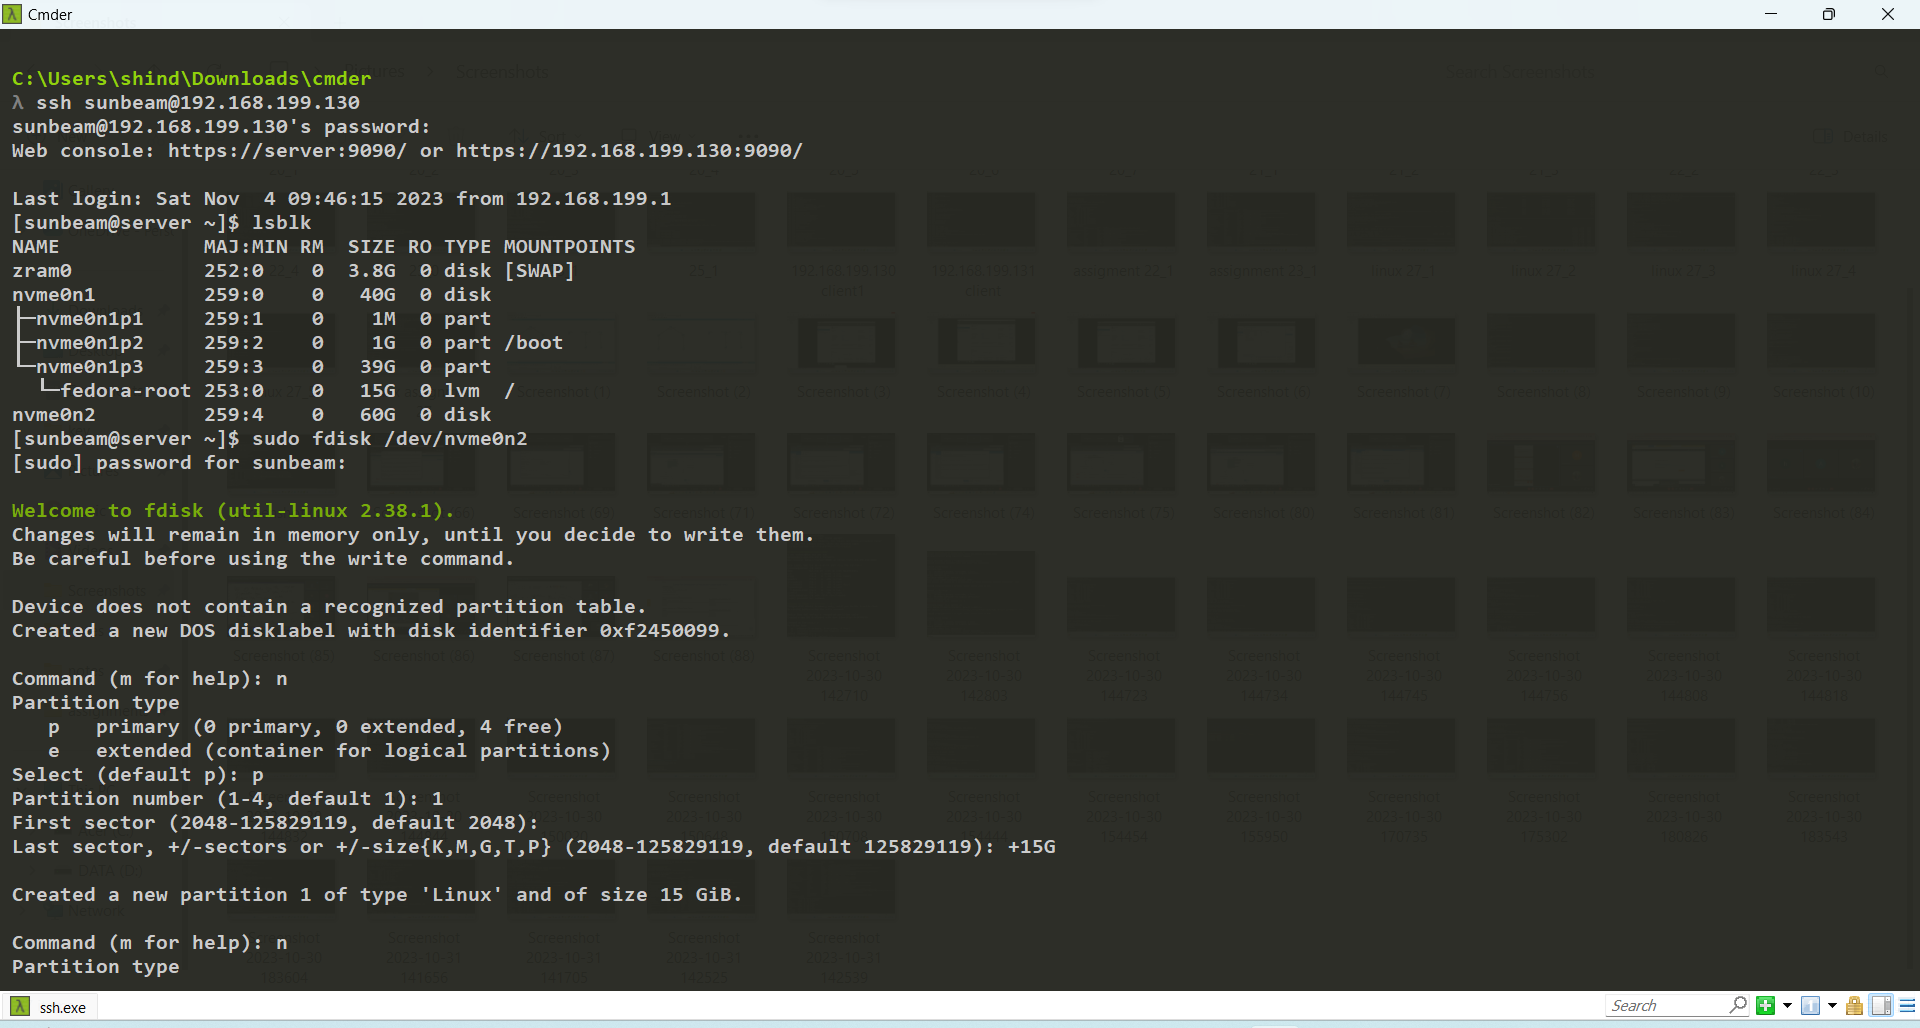 Cmder
C:\Users\shind\Downloads\cmder
λ ssh sunbeam@192.168.199.130
sunbeam@192.168.199.130's password:
Web console: https://server:9090/ or https://192.168.199.130:9090/
Last login: Sat Nov  4 09:46:15 2023 from 192.168.199.1
[sunbeam@server ~]$ lsblk
NAME            MAJ:MIN RM   SIZE RO TYPE MOUNTPOINTS
zram0           252:0    0   3.8G  0 disk [SWAP]
nvme0n1         259:0    0    40G  0 disk
├─nvme0n1p1     259:1    0     1M  0 part
├─nvme0n1p2     259:2    0     1G  0 part /boot
└─nvme0n1p3     259:3    0    39G  0 part
  └─fedora-root 253:0    0    15G  0 lvm  /
nvme0n2         259:4    0    60G  0 disk
[sunbeam@server ~]$ sudo fdisk /dev/nvme0n2
[sudo] password for sunbeam:
Welcome to fdisk (util-linux 2.38.1).
Changes will remain in memory only, until you decide to write them.
Be careful before using the write command.
Device does not contain a recognized partition table.
Created a new DOS disklabel with disk identifier 0xf2450099.
Command (m for help): n
Partition type
   p   primary (0 primary, 0 extended, 4 free)
   e   extended (container for logical partitions)
Select (default p): p
Partition number (1-4, default 1): 1
First sector (2048-125829119, default 2048):
Last sector, +/-sectors or +/-size{K,M,G,T,P} (2048-125829119, default 125829119): +15G
Created a new partition 1 of type 'Linux' and of size 15 GiB.
Command (m for help): n
Partition type
ssh.exe
Search